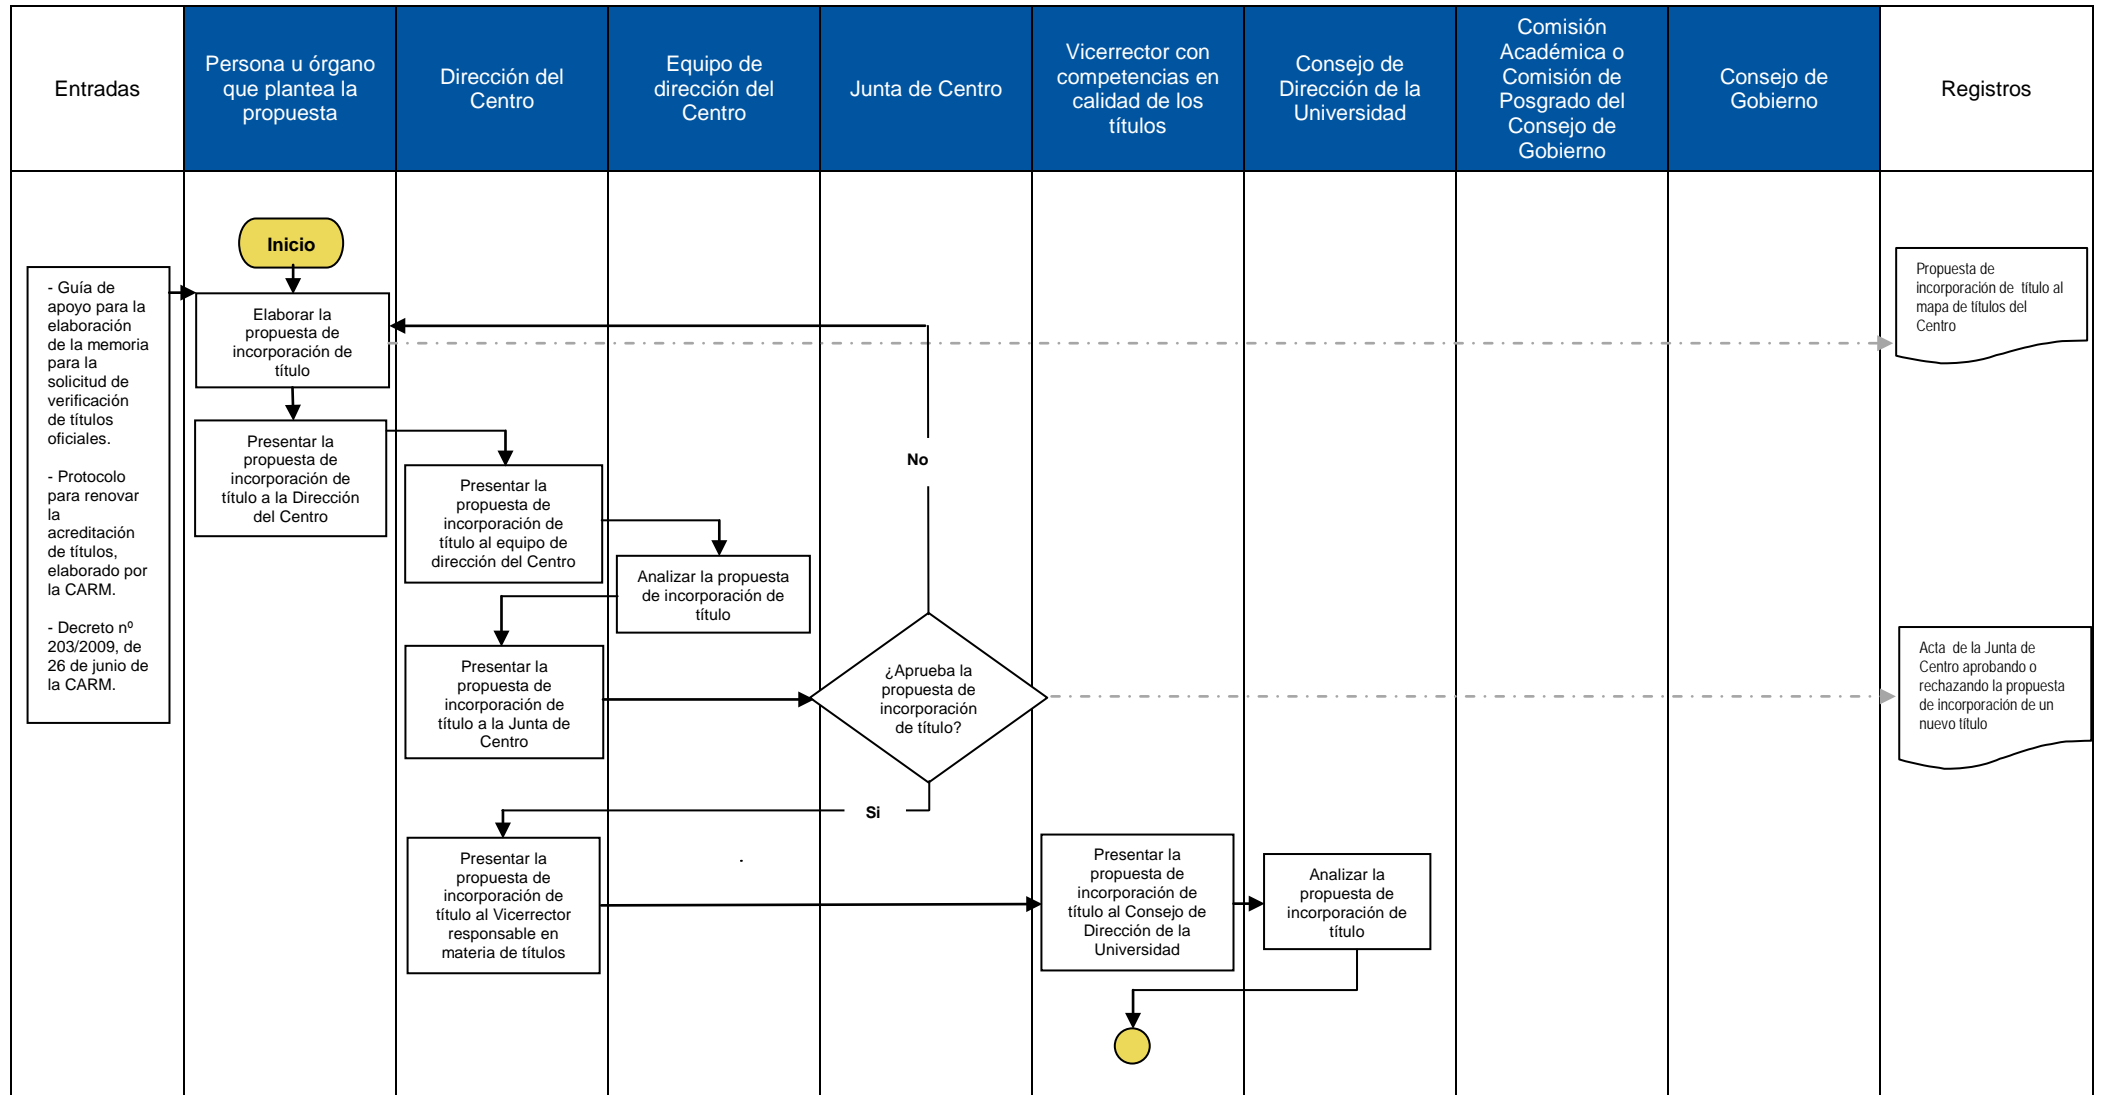 Entradas
Persona u órgano
que plantea la
propuesta
Dirección del
Centro
Equipo de
dirección del
Centro
Junta de Centro
Vicerrector con
competencias en
calidad de los
títulos
Consejo de
Dirección de la
Universidad
Comisión
Académica o
Comisión de
Posgrado del
Consejo de
Gobierno
Consejo de
Gobierno
Registros
- Guía de
apoyo para la
elaboración
de la memoria
para la
solicitud de
verificación
de títulos
oficiales.
- Protocolo
para renovar
la
acreditación
de títulos,
elaborado por
la CARM.
- Decreto nº
203/2009, de
26 de junio de
la CARM.
Inicio
Elaborar la
propuesta de
incorporación de
título
Presentar la
propuesta de
incorporación de
título a la Dirección
del Centro
Presentar la
propuesta de
incorporación de
título al equipo de
dirección del Centro
Analizar la propuesta
de incorporación de
título
Presentar la
propuesta de
incorporación de
título a la Junta de
Centro
No
¿Aprueba la
propuesta de
incorporación
de título?
Si
Presentar la
propuesta de
incorporación de
título al Vicerrector
responsable en
materia de títulos
.
Presentar la
propuesta de
incorporación de
título al Consejo de
Dirección de la
Universidad
Analizar la
propuesta de
incorporación de
título
Propuesta de
incorporación de título al
mapa de títulos del
Centro
Acta de la Junta de
Centro aprobando o
rechazando la propuesta
de incorporación de un
nuevo título